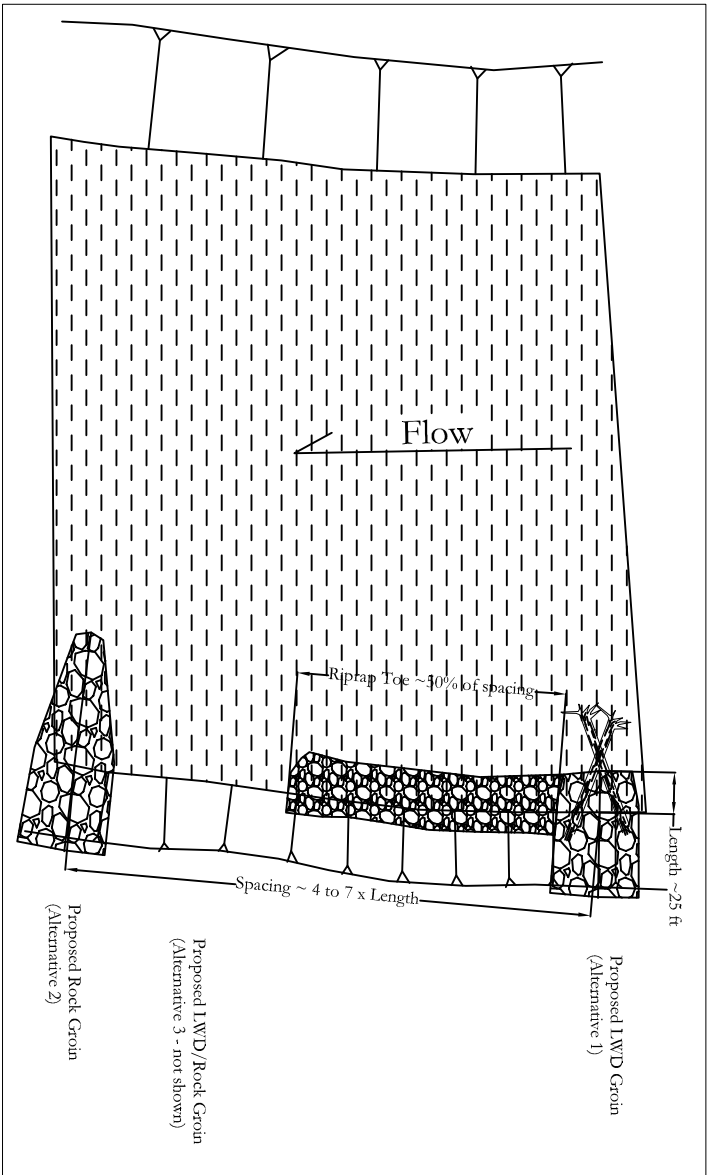 Flow
Riprap Toe ~50% of spacing
Length ~25 ft
Spacing ~ 4 to 7 x Length
Proposed LWD Groin
(Alternative 1)
Proposed LWD/Rock Groin
(Alternative 3 - not shown)
Proposed Rock Groin
(Alternative 2)